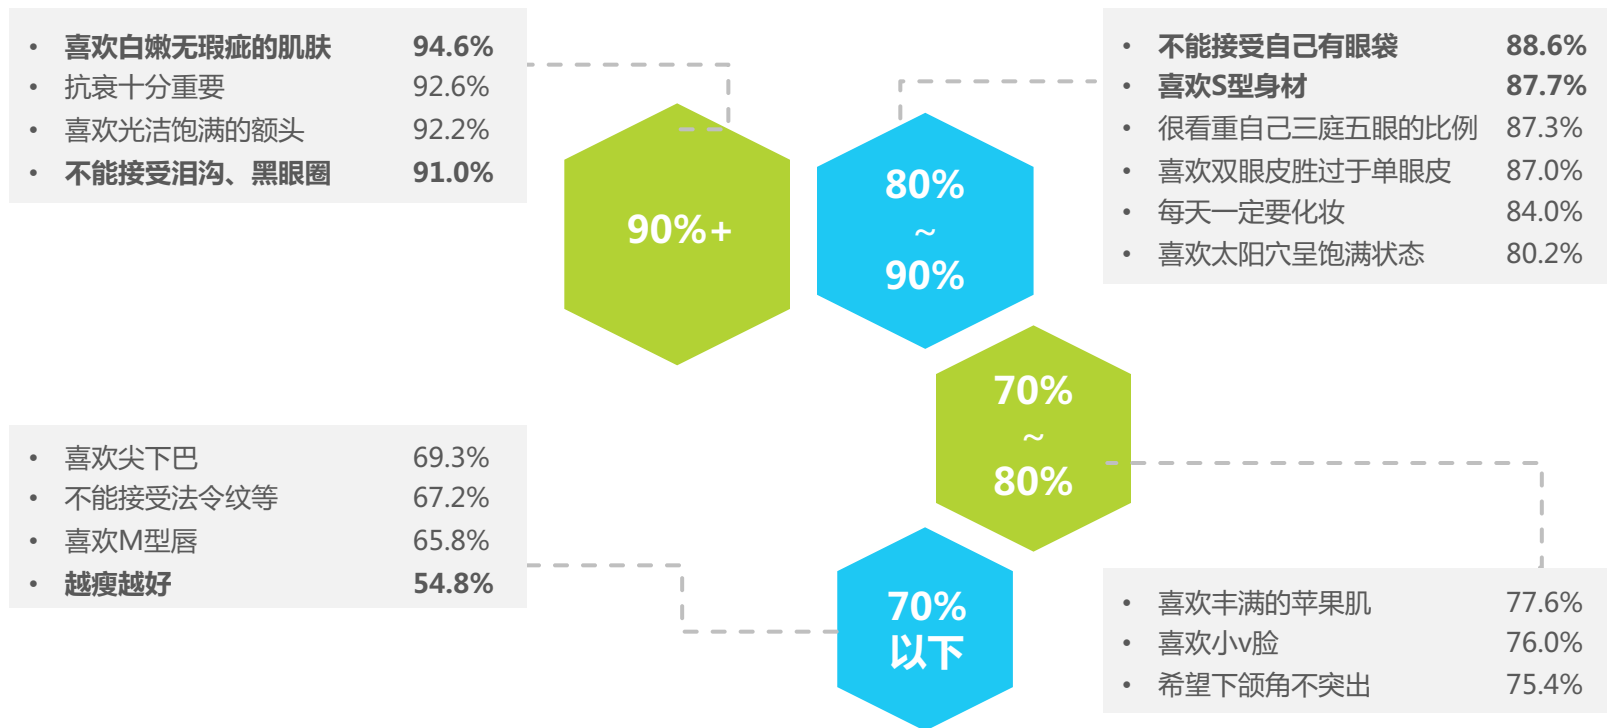 • 喜欢白嫩无瑕疵的肌肤 94.6%
• 抗衰十分重要 92.6%
• 喜欢光洁饱满的额头 92.2%
• 不能接受泪沟、黑眼圈 91.0%
90%+
80%
~
90%
• 不能接受自己有眼袋 88.6%
• 喜欢S型身材 87.7%
• 很看重自己三庭五眼的比例 87.3%
• 喜欢双眼皮胜过于单眼皮 87.0%
• 每天一定要化妆 84.0%
• 喜欢太阳穴呈饱满状态 80.2%
70%
~
80%
• 喜欢尖下巴 69.3%
• 不能接受法令纹等 67.2%
• 喜欢M型唇 65.8%
• 越瘦越好 54.8%
70%
以下
• 喜欢丰满的苹果肌 77.6%
• 喜欢小v脸 76.0%
• 希望下颌角不突出 75.4%